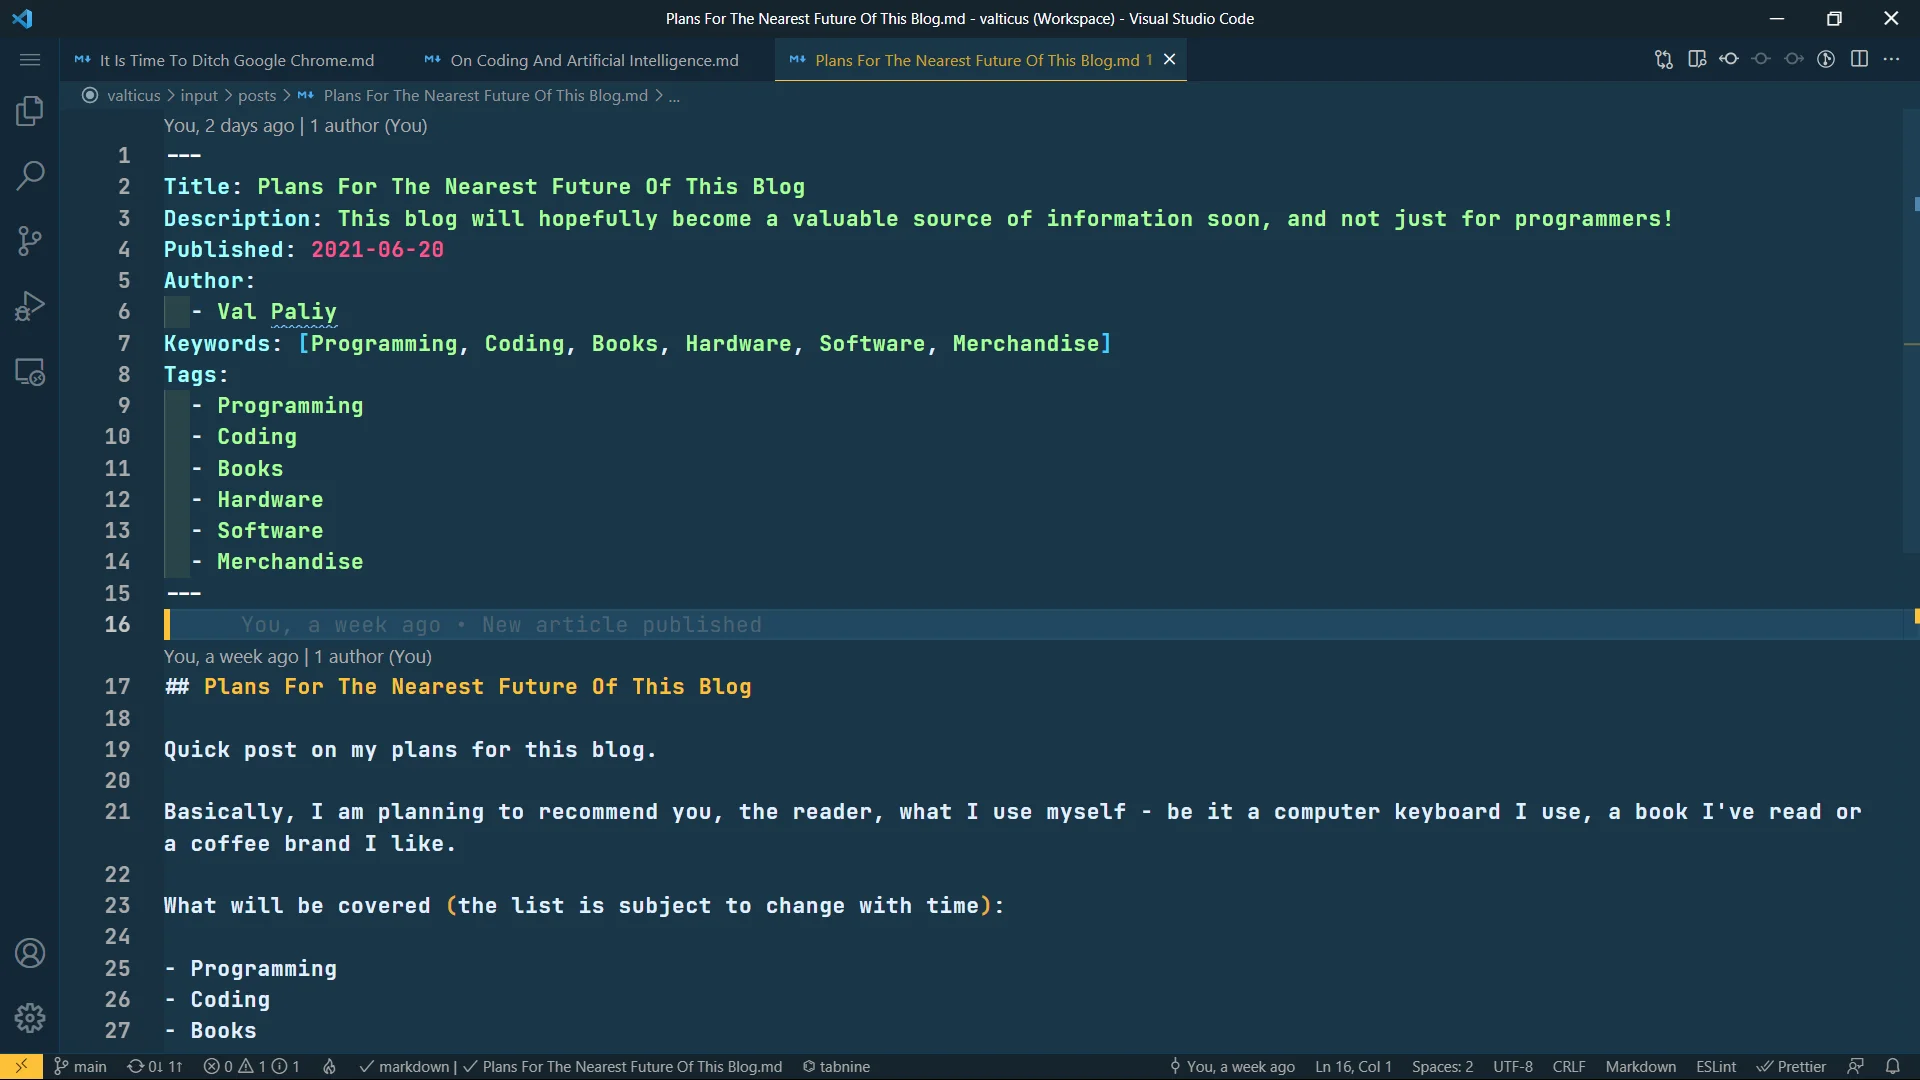 Plans For The Nearest Future Of This Blog.md - valticus (Workspace) - Visual Studio Code
It Is Time To Ditch Google Chrome.md
On Coding And Artificial Intelligence.md
Plans For The Nearest Future Of This Blog.md 1
valticus > input > posts > Plans For The Nearest Future Of This Blog.md > ...
You, 2 days ago | 1 author (You)
1 ---
2 Title: Plans For The Nearest Future Of This Blog
3 Description: This blog will hopefully become a valuable source of information soon, and not just for programmers!
4 Published: 2021-06-20
5 Author:
6 - Val Paliy
7 Keywords: [Programming, Coding, Books, Hardware, Software, Merchandise]
8 Tags:
9 - Programming
10 - Coding
11 - Books
12 - Hardware
13 - Software
14 - Merchandise
15 ---
16 You, a week ago • New article published
You, a week ago | 1 author (You)
17 ## Plans For The Nearest Future Of This Blog
18
19 Quick post on my plans for this blog.
20
21 Basically, I am planning to recommend you, the reader, what I use myself - be it a computer keyboard I use, a book I've read or
a coffee brand I like.
22
23 What will be covered (the list is subject to change with time):
24
25 - Programming
26 - Coding
27 - Books
main 0↓ 1↑ 0 1 1 markdown | Plans For The Nearest Future Of This Blog.md tabnine You, a week ago Ln 16, Col 1 Spaces: 2 UTF-8 CRLF Markdown ESLint Prettier